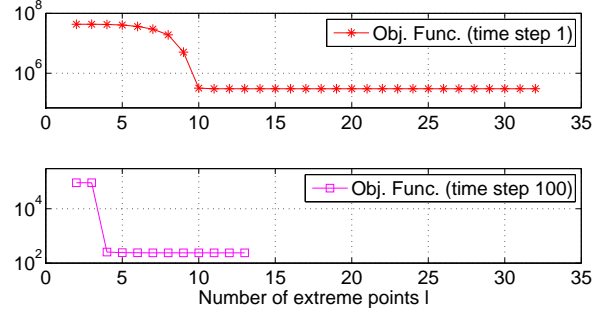 10^8
10^6
Obj. Func. (time step 1)
0 5 10 15 20 25 30 35
10^4
10^2
Obj. Func. (time step 100)
0 5 10 15 20 25 30 35
Number of extreme points l